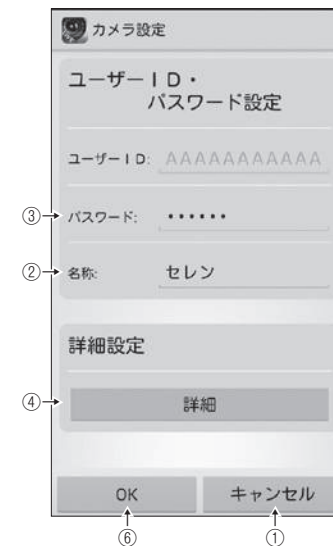 カメラ設定
ユーザーID・
パスワード設定
ユーザーID: AAAAAAAAAAA
③ パスワード: ••••••
② 名称: セレン
詳細設定
④ 詳細
OK キャンセル
⑥ ①